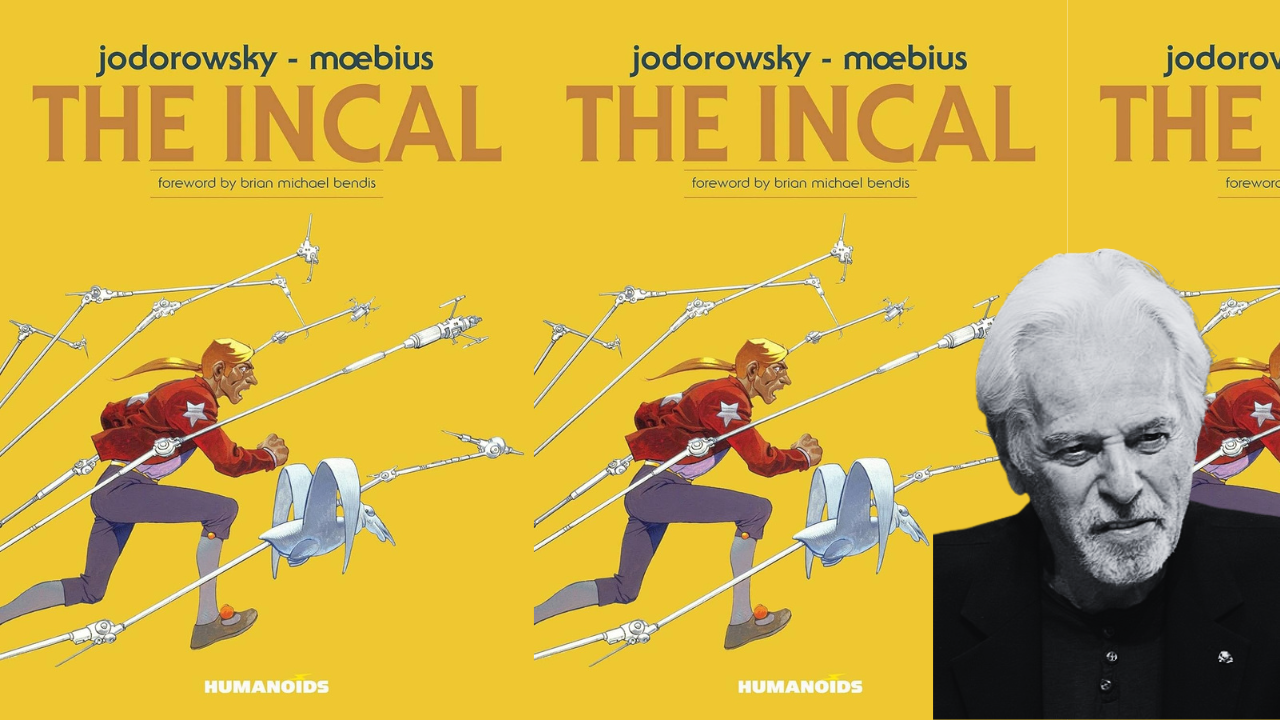 jodorowsky - mœbius
THE INCAL
foreword by brian michael bendis
HUMANOIDS
jodorowsky - mœbius
THE INCAL
foreword by brian michael bendis
HUMANOIDS
jodorow
THE
foreword